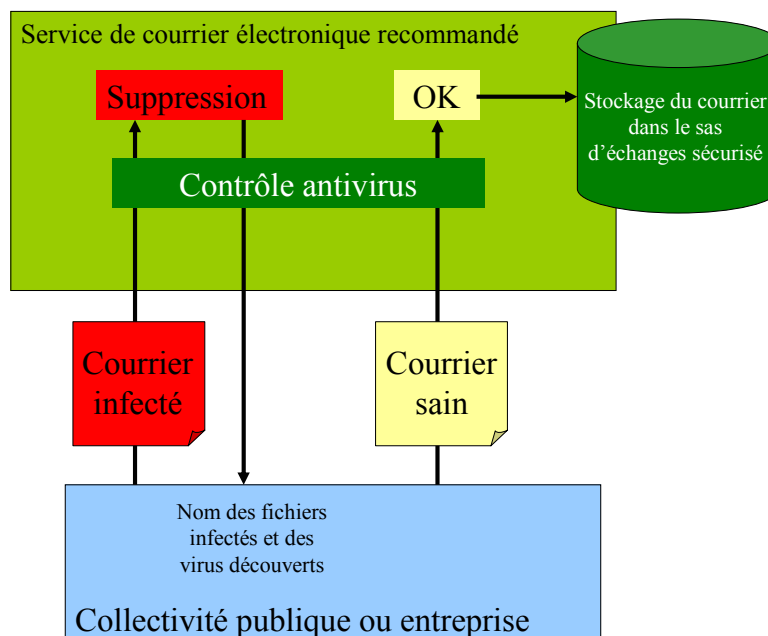 Service de courrier électronique recommandé
Suppression
OK
Stockage du courrier
dans le sas
d'échanges sécurisé
Contrôle antivirus
Courrier
infecté
Courrier
sain
Nom des fichiers
infectés et des
virus découverts
Collectivité publique ou entreprise